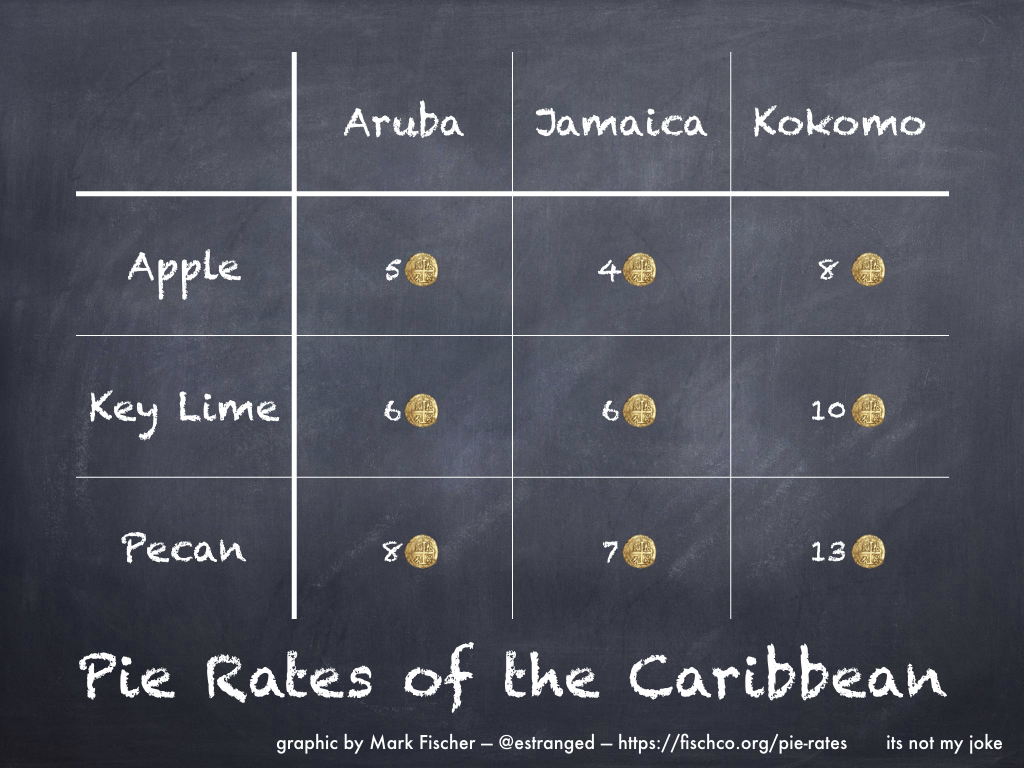 Aruba Jamaica Kokomo
Apple 5 4 8
Key Lime 6 6 10
Pecan 8 7 13
Pie Rates of the Caribbean
graphic by Mark Fischer — @estranged — https://fischco.org/pie-rates its not my joke